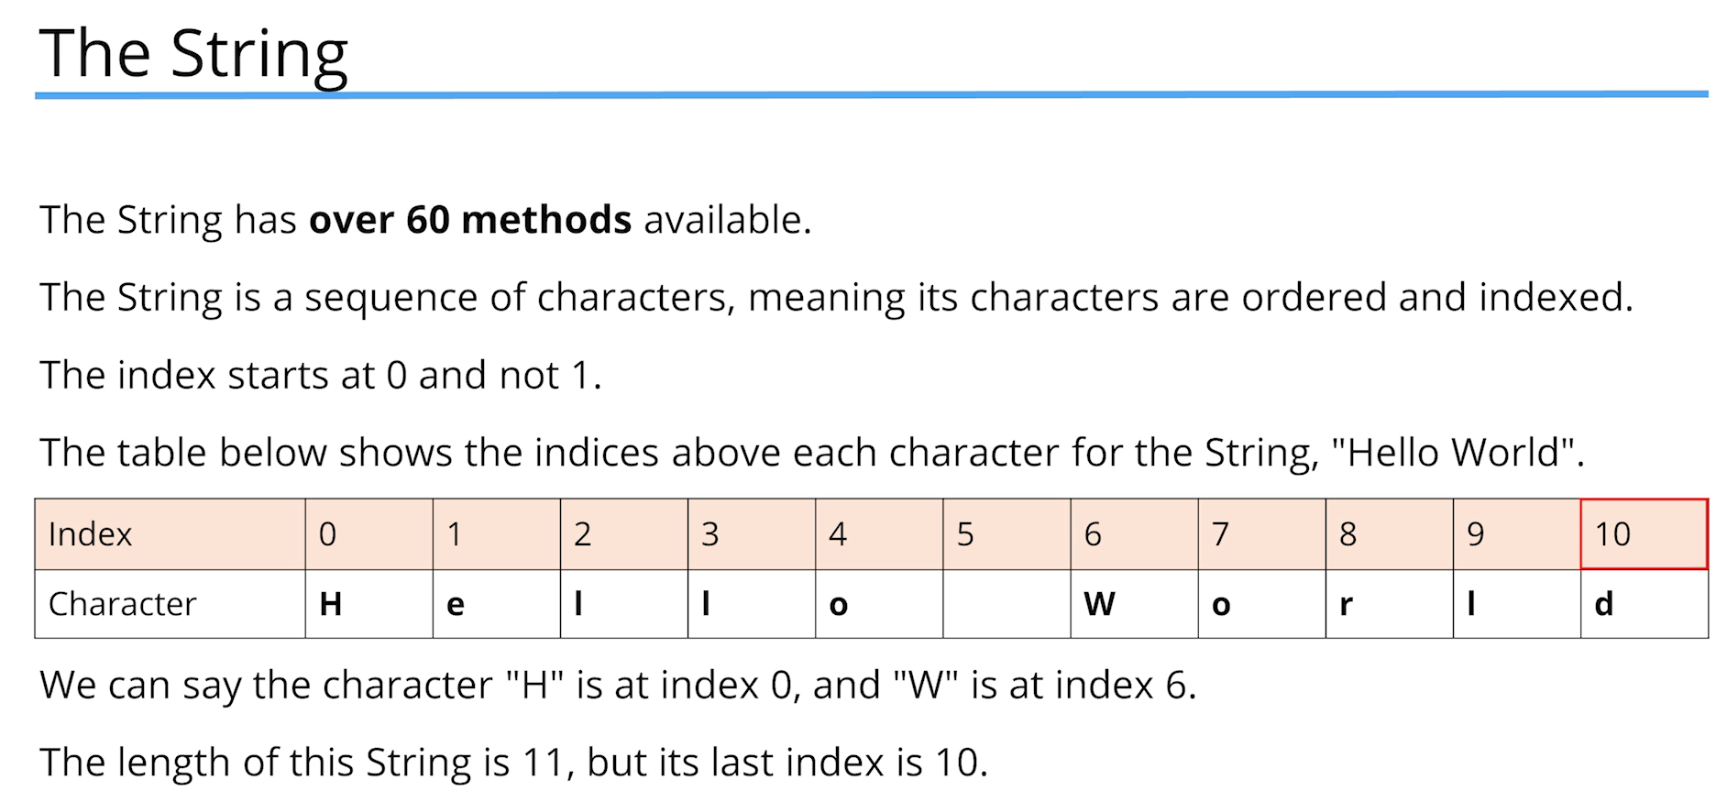 The String
The String has over 60 methods available.
The String is a sequence of characters, meaning its characters are ordered and indexed.
The index starts at 0 and not 1.
The table below shows the indices above each character for the String, "Hello World".
Index 0 1 2 3 4 5 6 7 8 9 10
Character H e l l o W o r l d
We can say the character "H" is at index 0, and "W" is at index 6.
The length of this String is 11, but its last index is 10.